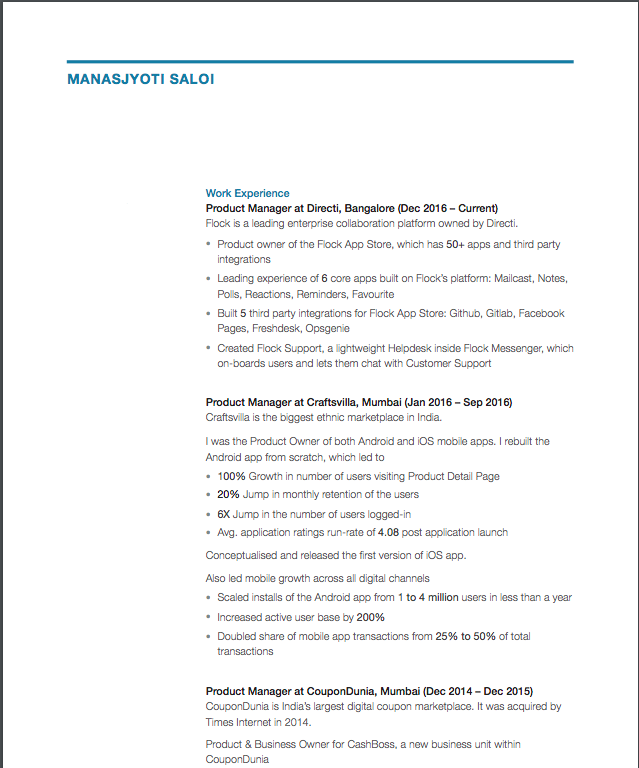 MANASJYOTI SALOI
Work Experience
Product Manager at Directi, Bangalore (Dec 2016 – Current)
Flock is a leading enterprise collaboration platform owned by Directi.
• Product owner of the Flock App Store, which has 50+ apps and third party
integrations
• Leading experience of 6 core apps built on Flock's platform: Mailcast, Notes,
Polls, Reactions, Reminders, Favourite
• Built 5 third party integrations for Flock App Store: Github, Gitlab, Facebook
Pages, Freshdesk, Opsgenie
• Created Flock Support, a lightweight Helpdesk inside Flock Messenger, which
on-boards users and lets them chat with Customer Support
Product Manager at Craftsvilla, Mumbai (Jan 2016 – Sep 2016)
Craftsvilla is the biggest ethnic marketplace in India.
I was the Product Owner of both Android and iOS mobile apps. I rebuilt the
Android app from scratch, which led to
• 100% Growth in number of users visiting Product Detail Page
• 20% Jump in monthly retention of the users
• 6X Jump in the number of users logged-in
• Avg. application ratings run-rate of 4.08 post application launch
Conceptualised and released the first version of iOS app.
Also led mobile growth across all digital channels
• Scaled installs of the Android app from 1 to 4 million users in less than a year
• Increased active user base by 200%
• Doubled share of mobile app transactions from 25% to 50% of total
transactions
Product Manager at CouponDunia, Mumbai (Dec 2014 – Dec 2015)
CouponDunia is India's largest digital coupon marketplace. It was acquired by
Times Internet in 2014.
Product & Business Owner for CashBoss, a new business unit within
CouponDunia